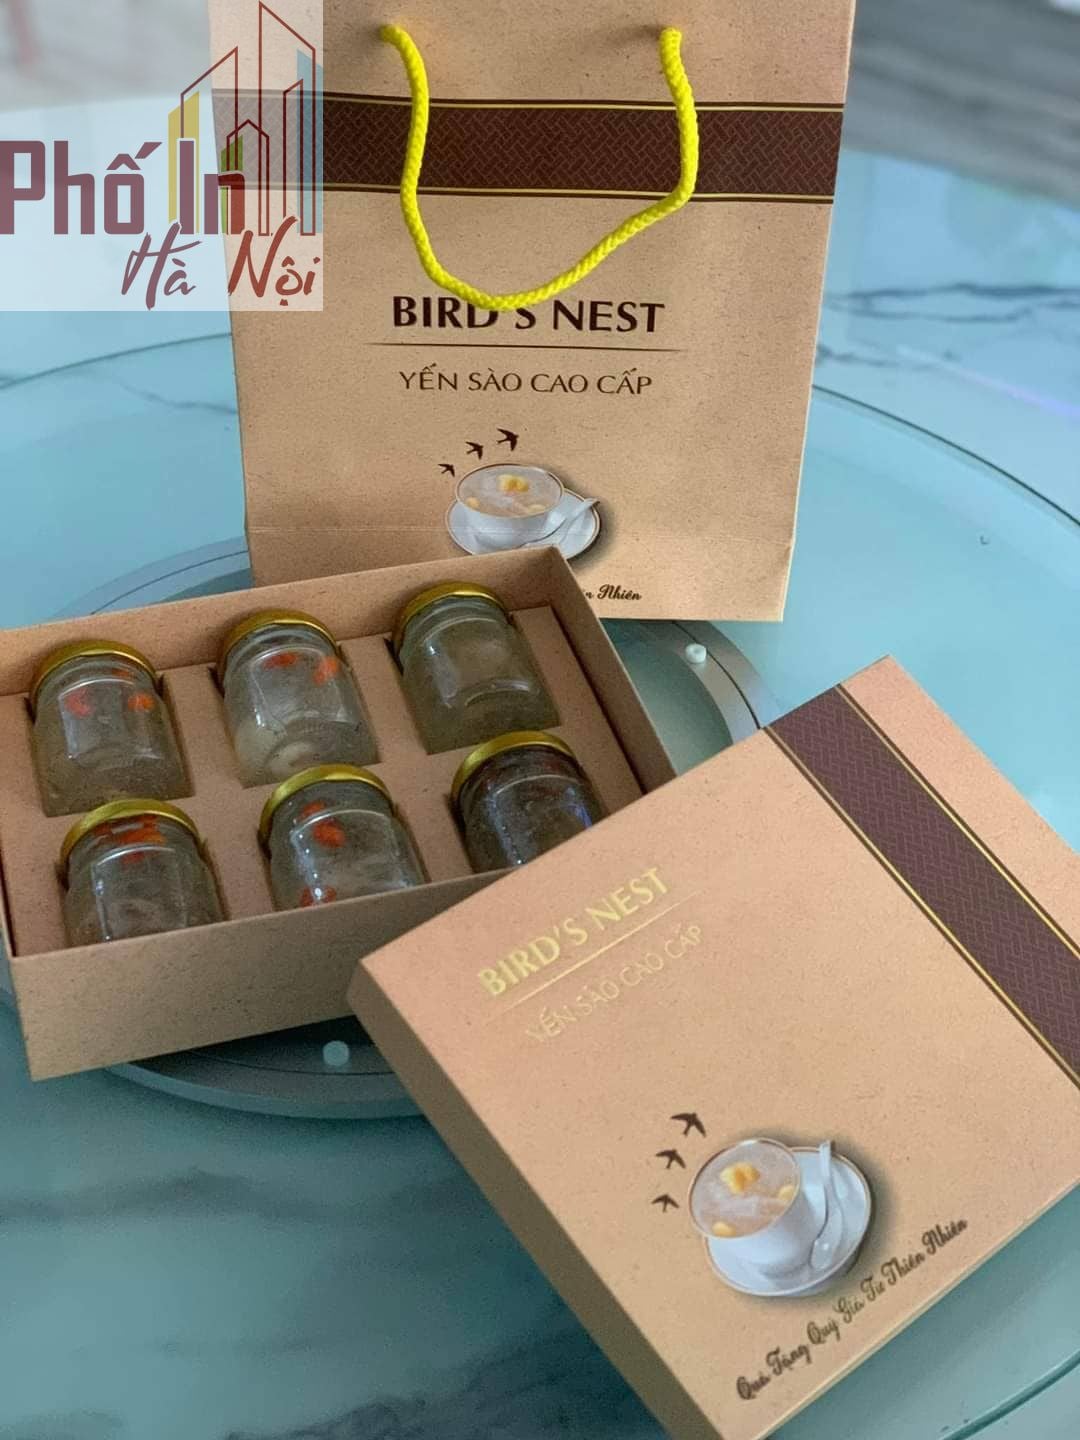 Phố In
Hà Nội
BIRD'S NEST
YẾN SÀO CAO CẤP
Nhiên
BIRD'S NEST
YẾN SÀO CAO CẤP
Quà Tặng Quý Giá Từ Thiên Nhiên